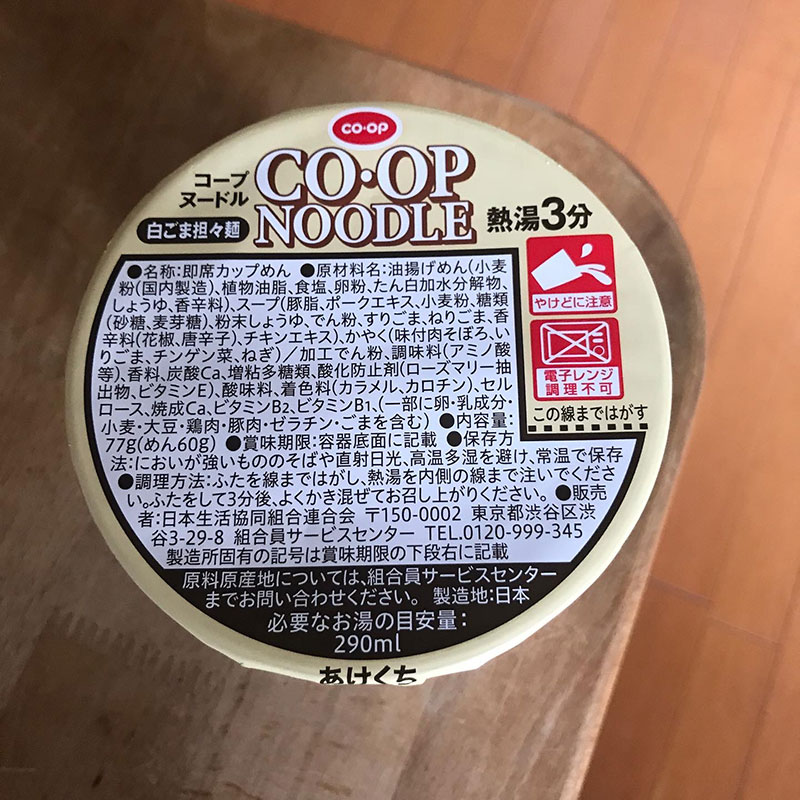 CO·OP
コープ
ヌードル
CO·OP
NOODLE
白ごま担々麺
熱湯3分
やけどに注意
電子レンジ
調理不可
この線まではがす
●名称:即席カップめん ●原材料名:油揚げめん(小麦
粉(国内製造)、植物油脂、食塩、卵粉、たん白加水分解物、
しょうゆ、香辛料)、スープ(豚脂、ポークエキス、小麦粉、糖類
(砂糖、麦芽糖)、粉末しょうゆ、でん粉、すりごま、ねりごま、香
辛料(花椒、唐辛子)、チキンエキス)、かやく(味付肉そぼろ、い
りごま、チンゲン菜、ねぎ)/加工でん粉、調味料(アミノ酸
等)、香料、炭酸Ca、増粘多糖類、酸化防止剤(ローズマリー抽
出物、ビタミンE)、酸味料、着色料(カラメル、カロチン)、セル
ロース、焼成Ca、ビタミンB2、ビタミンB1、(一部に卵・乳成分・
小麦・大豆・鶏肉・豚肉・ゼラチン・ごまを含む) ●内容量:
77g(めん60g) ●賞味期限:容器底面に記載 ●保存方
法:においが強いもののそばや直射日光、高温多湿を避け、常温で保存
●調理方法:ふたを線まではがし、熱湯を内側の線まで注いでくださ
い。ふたをして3分後、よくかき混ぜてお召し上がりください。 ●販売
者:日本生活協同組合連合会 〒150-0002 東京都渋谷区渋
谷3-29-8 組合員サービスセンター TEL.0120-999-345
製造所固有の記号は賞味期限の下段右に記載
原料原産地については、組合員サービスセンター
までお問い合わせください。 製造地:日本
必要なお湯の目安量:
290ml
あけくち